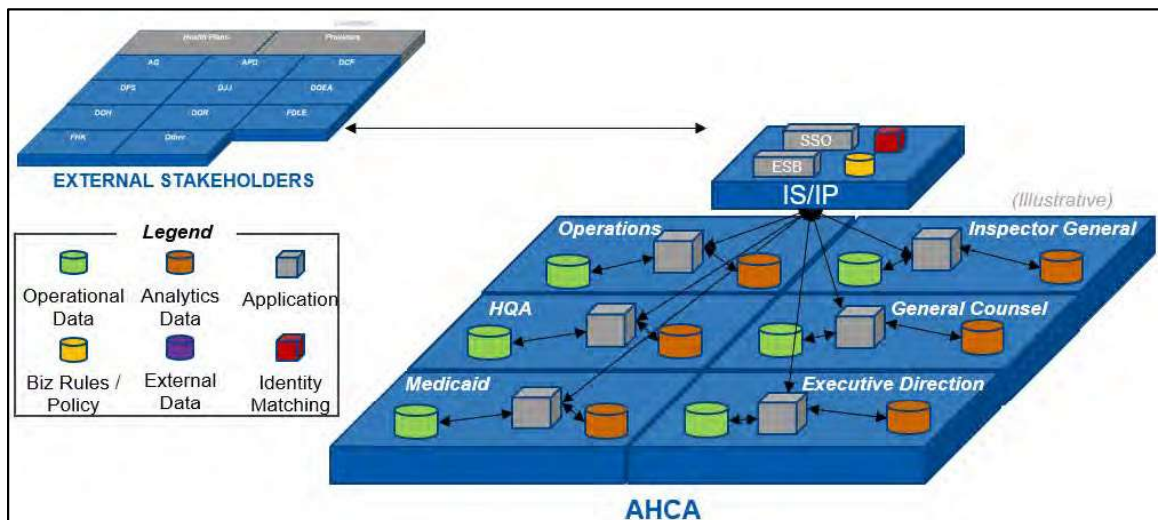 Health Plans
Providers
AG
APD
DCF
DFS
DJJ
DOEA
DOH
DOR
FDLE
FHK
Other
EXTERNAL STAKEHOLDERS
SSO
ESB
IS/IP
(Illustrative)
Legend
Operational
Data
Analytics
Data
Application
Biz Rules /
Policy
External
Data
Identity
Matching
Operations
Inspector General
HQA
General Counsel
Medicaid
Executive Direction
AHCA